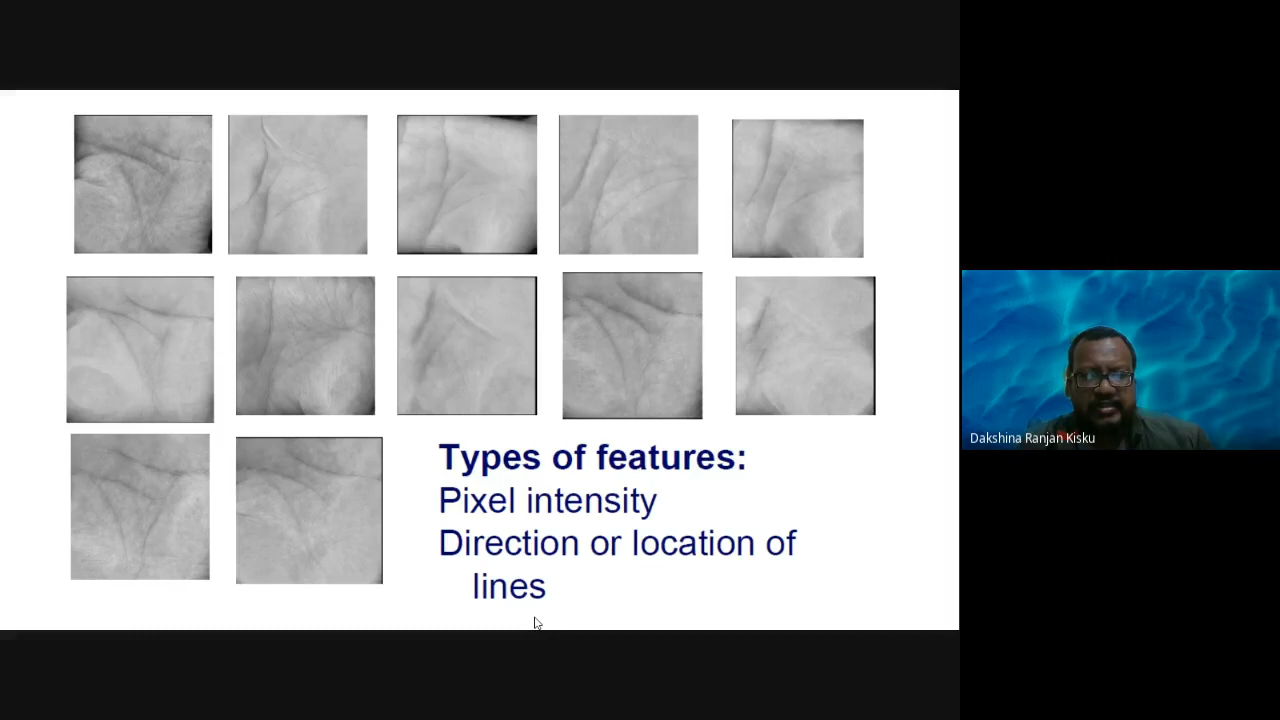 Types of features:
Pixel intensity
Direction or location of
lines
Dakshina Ranjan Kisku